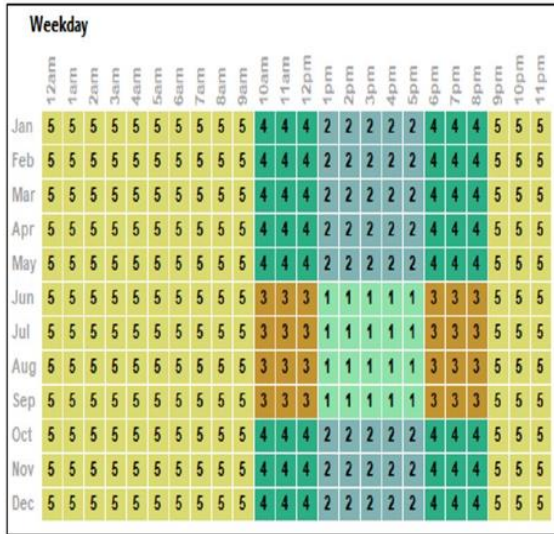 Weekday
12am 1am 2am 3am 4am 5am 6am 7am 8am 9am 10am 11am 12pm 1pm 2pm 3pm 4pm 5pm 6pm 7pm 8pm 9pm 10pm 11pm
Jan 5 5 5 5 5 5 5 5 5 5 4 4 4 2 2 2 2 2 4 4 4 5 5 5
Feb 5 5 5 5 5 5 5 5 5 5 4 4 4 2 2 2 2 2 4 4 4 5 5 5
Mar 5 5 5 5 5 5 5 5 5 5 4 4 4 2 2 2 2 2 4 4 4 5 5 5
Apr 5 5 5 5 5 5 5 5 5 5 4 4 4 2 2 2 2 2 4 4 4 5 5 5
May 5 5 5 5 5 5 5 5 5 5 4 4 4 2 2 2 2 2 4 4 4 5 5 5
Jun 5 5 5 5 5 5 5 5 5 5 3 3 3 1 1 1 1 1 3 3 3 5 5 5
Jul 5 5 5 5 5 5 5 5 5 5 3 3 3 1 1 1 1 1 3 3 3 5 5 5
Aug 5 5 5 5 5 5 5 5 5 5 3 3 3 1 1 1 1 1 3 3 3 5 5 5
Sep 5 5 5 5 5 5 5 5 5 5 3 3 3 1 1 1 1 1 3 3 3 5 5 5
Oct 5 5 5 5 5 5 5 5 5 5 4 4 4 2 2 2 2 2 4 4 4 5 5 5
Nov 5 5 5 5 5 5 5 5 5 5 4 4 4 2 2 2 2 2 4 4 4 5 5 5
Dec 5 5 5 5 5 5 5 5 5 5 4 4 4 2 2 2 2 2 4 4 4 5 5 5